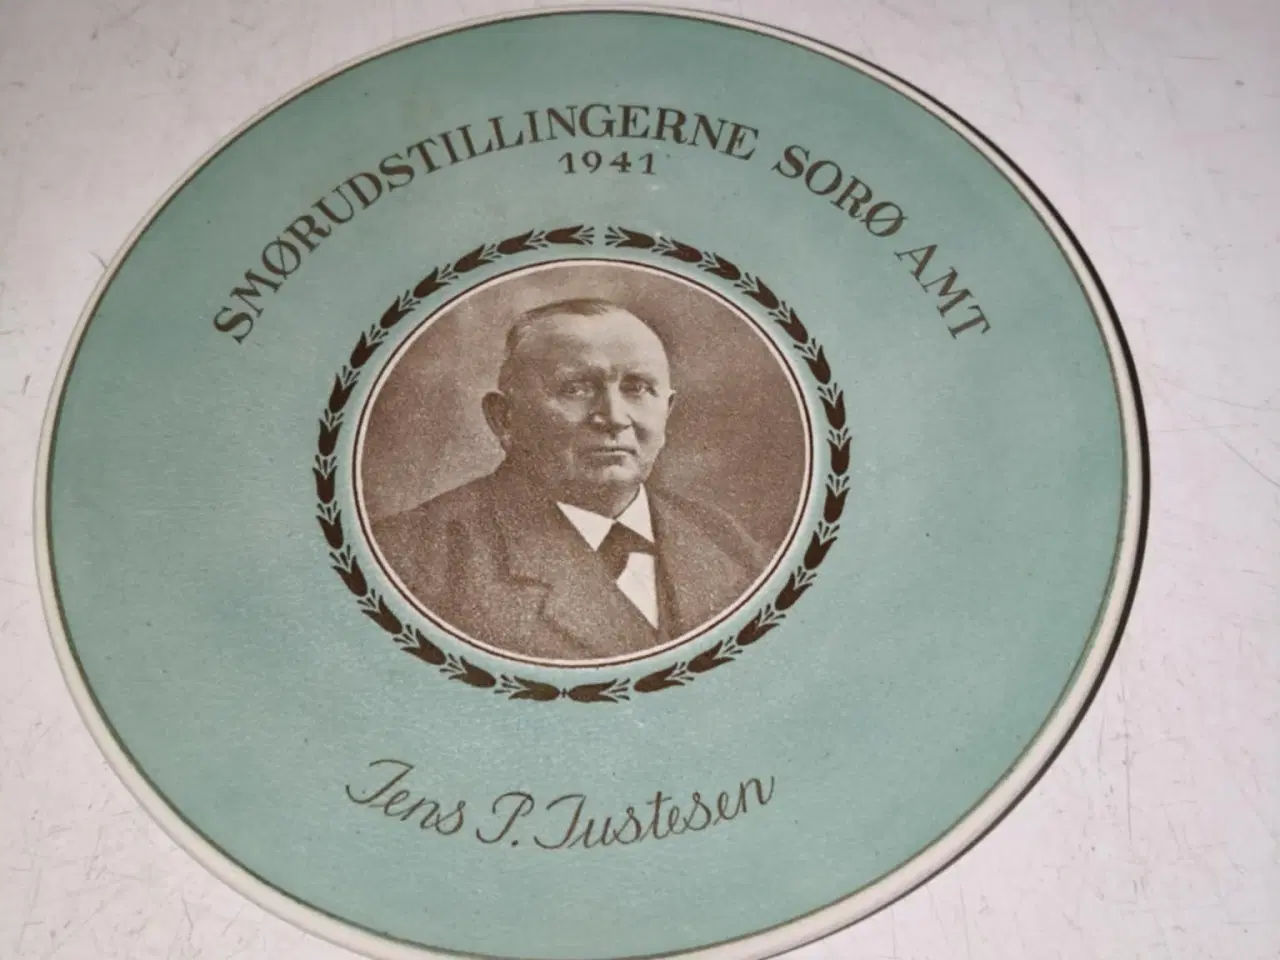 SMØRUDSTILLINGERNE SORØ AMT
1941
Jens P. Justesen